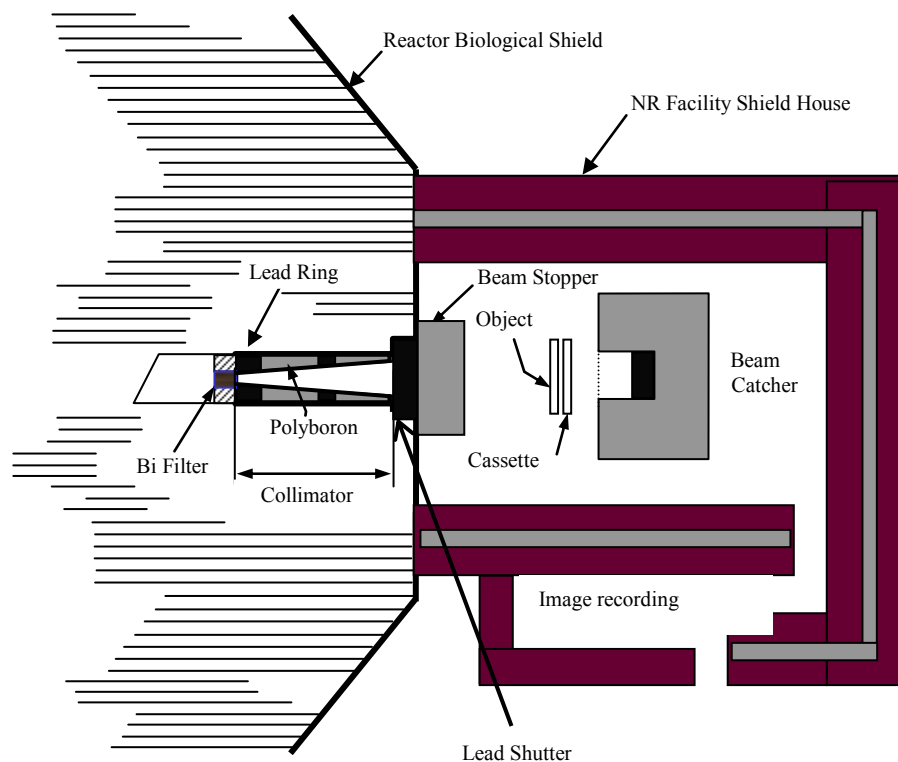 Reactor Biological Shield
NR Facility Shield House
Lead Ring
Beam Stopper
Object
Beam
Catcher
Polyboron
Cassette
Bi Filter
Collimator
Image recording
Lead Shutter